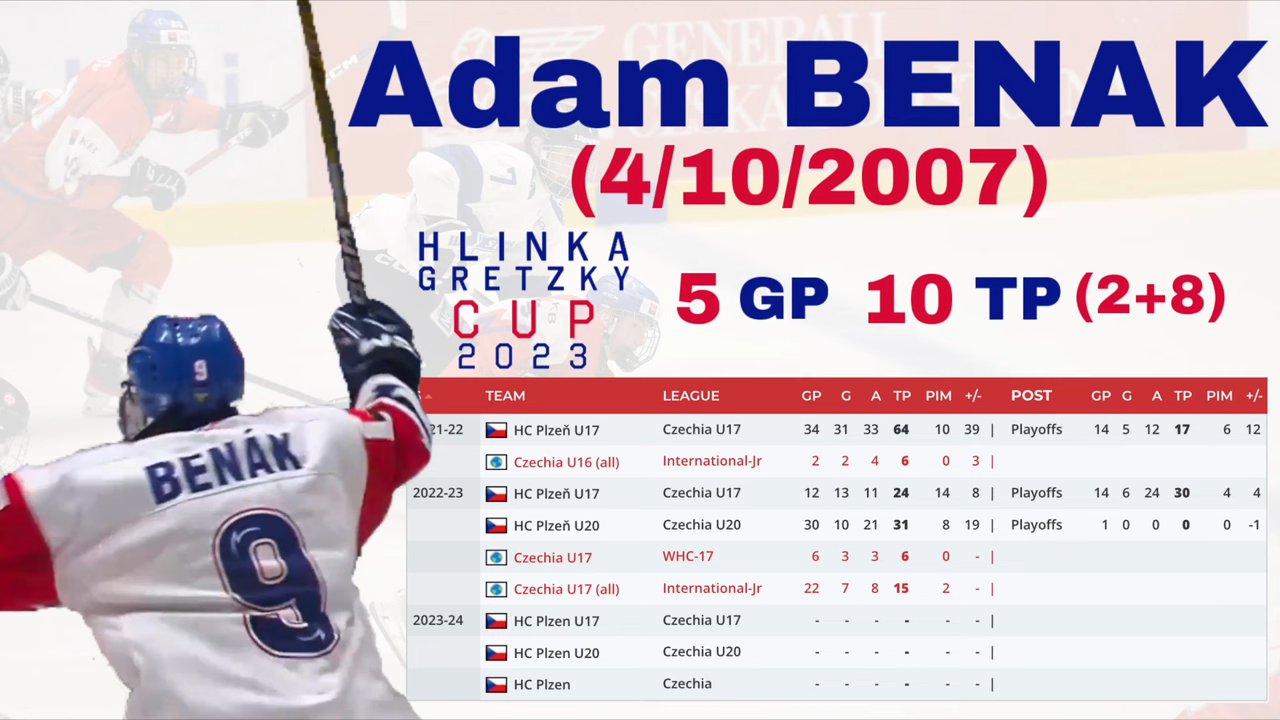 Adam BENAK
(4/10/2007)
HLINKA
GRETZKY
CUP
2023
5 GP 10 TP (2+8)
TEAM LEAGUE GP G A TP PIM +/- POST GP G A TP PIM +/-
21-22 HC Plzeň U17 Czechia U17 34 31 33 64 10 39 | Playoffs 14 5 12 17 6 12
Czechia U16 (all) International-Jr 2 2 4 6 0 3 |
2022-23 HC Plzeň U17 Czechia U17 12 13 11 24 14 8 | Playoffs 14 6 24 30 4 4
HC Plzeň U20 Czechia U20 30 10 21 31 8 19 | Playoffs 1 0 0 0 0 -1
Czechia U17 WHC-17 6 3 3 6 0 - |
Czechia U17 (all) International-Jr 22 7 8 15 2 - |
2023-24 HC Plzen U17 Czechia U17 - - - - - - |
HC Plzen U20 Czechia U20 - - - - - - |
HC Plzen Czechia - - - - - - |
9
BENÁK
9
GENERALI
CCM
7